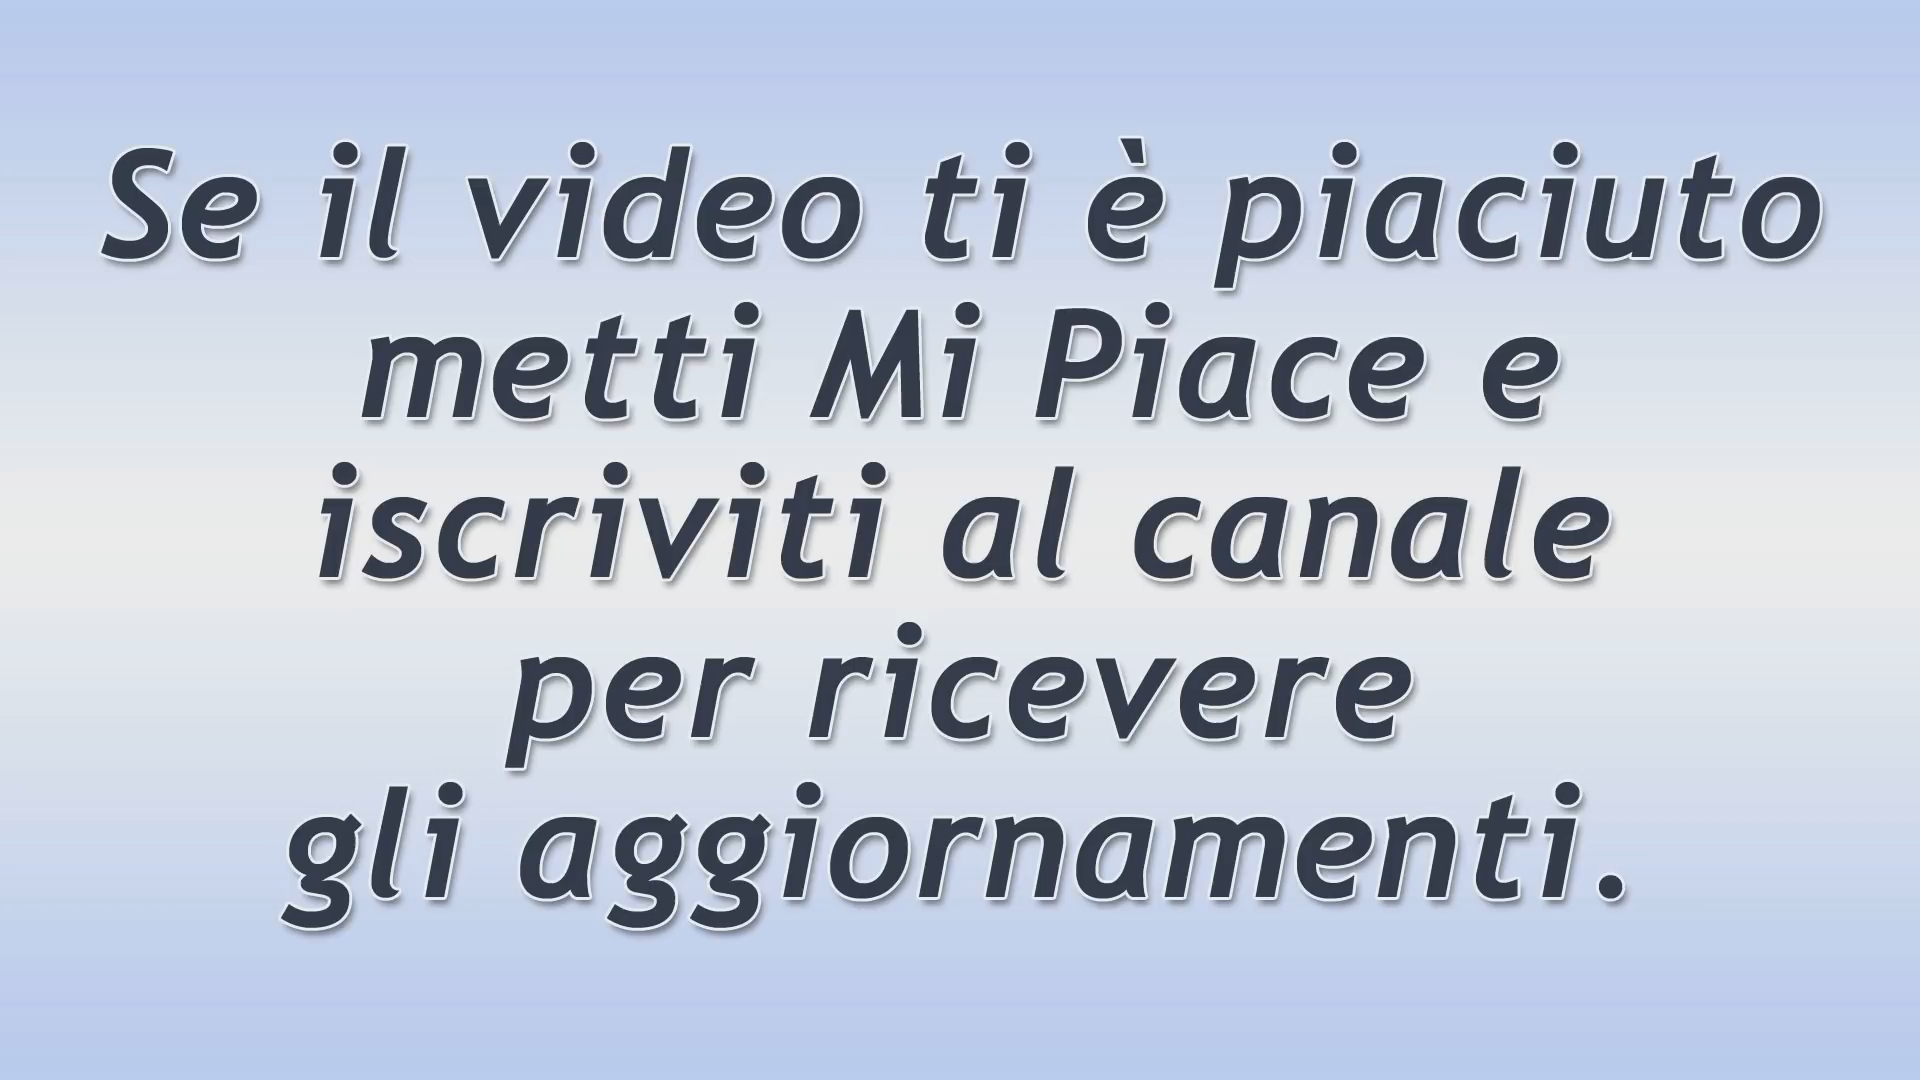 Se il video ti è piaciuto
metti Mi Piace e
iscriviti al canale
per ricevere
gli aggiornamenti.